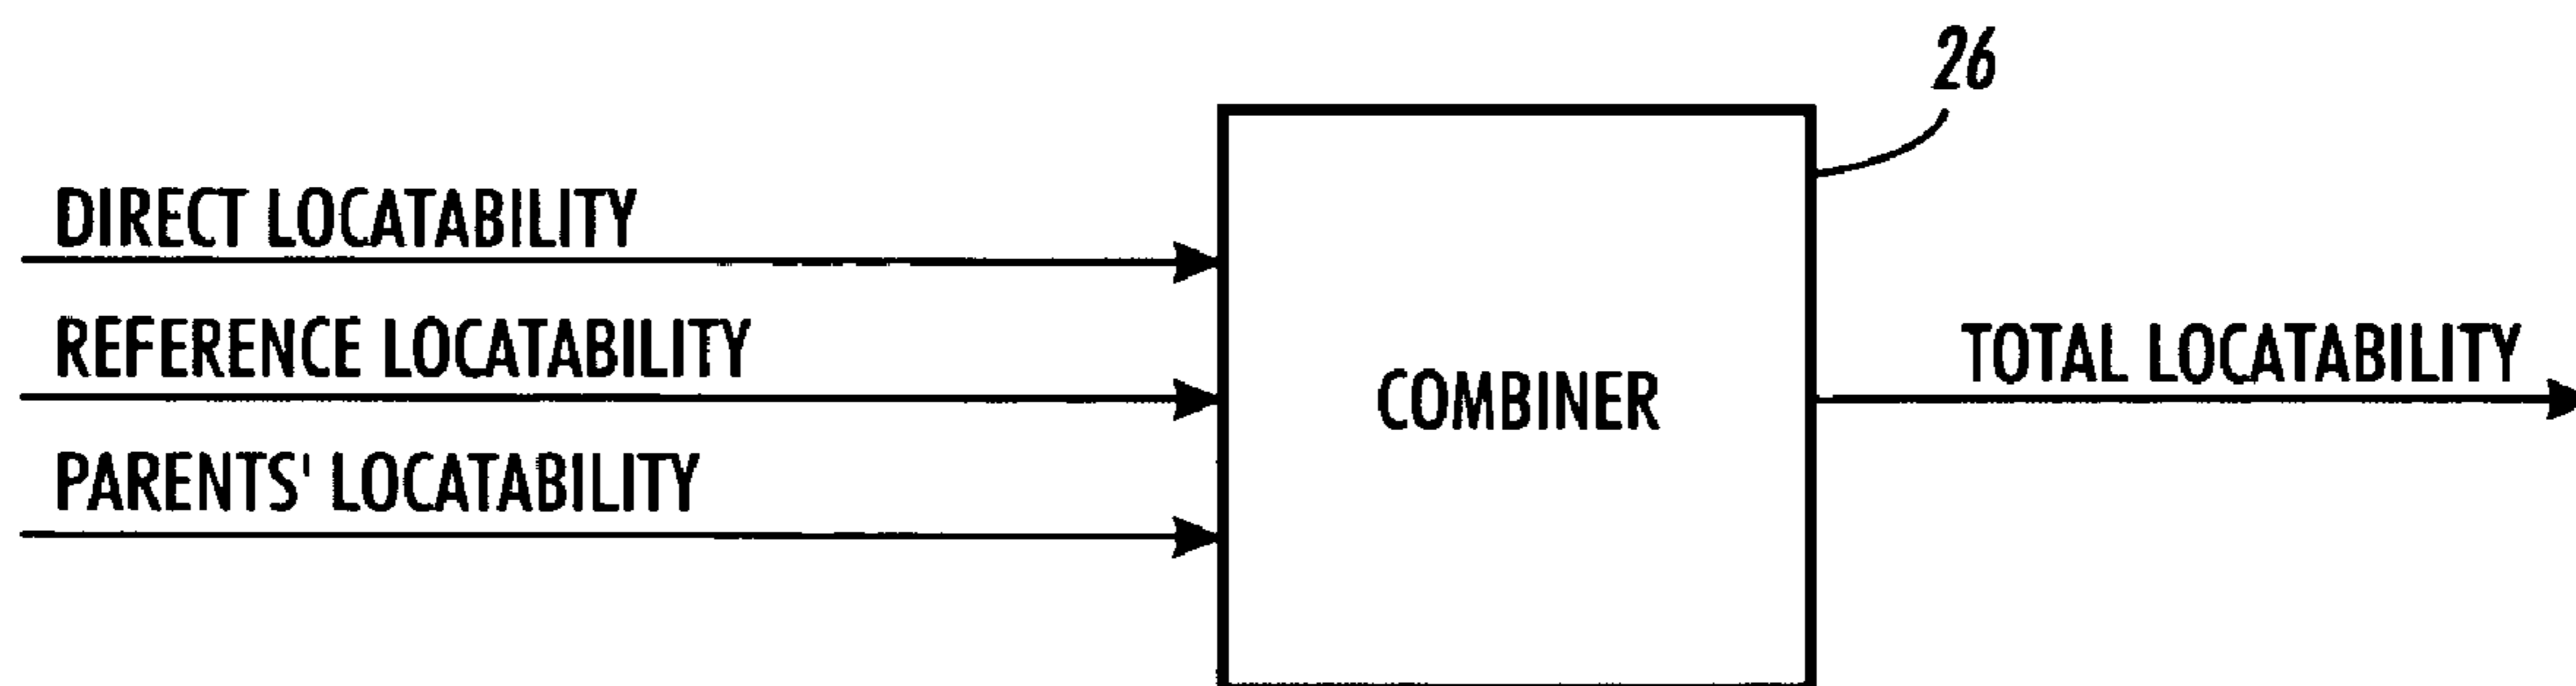 26
DIRECT LOCATABILITY
REFERENCE LOCATABILITY
PARENTS' LOCATABILITY
COMBINER
TOTAL LOCATABILITY